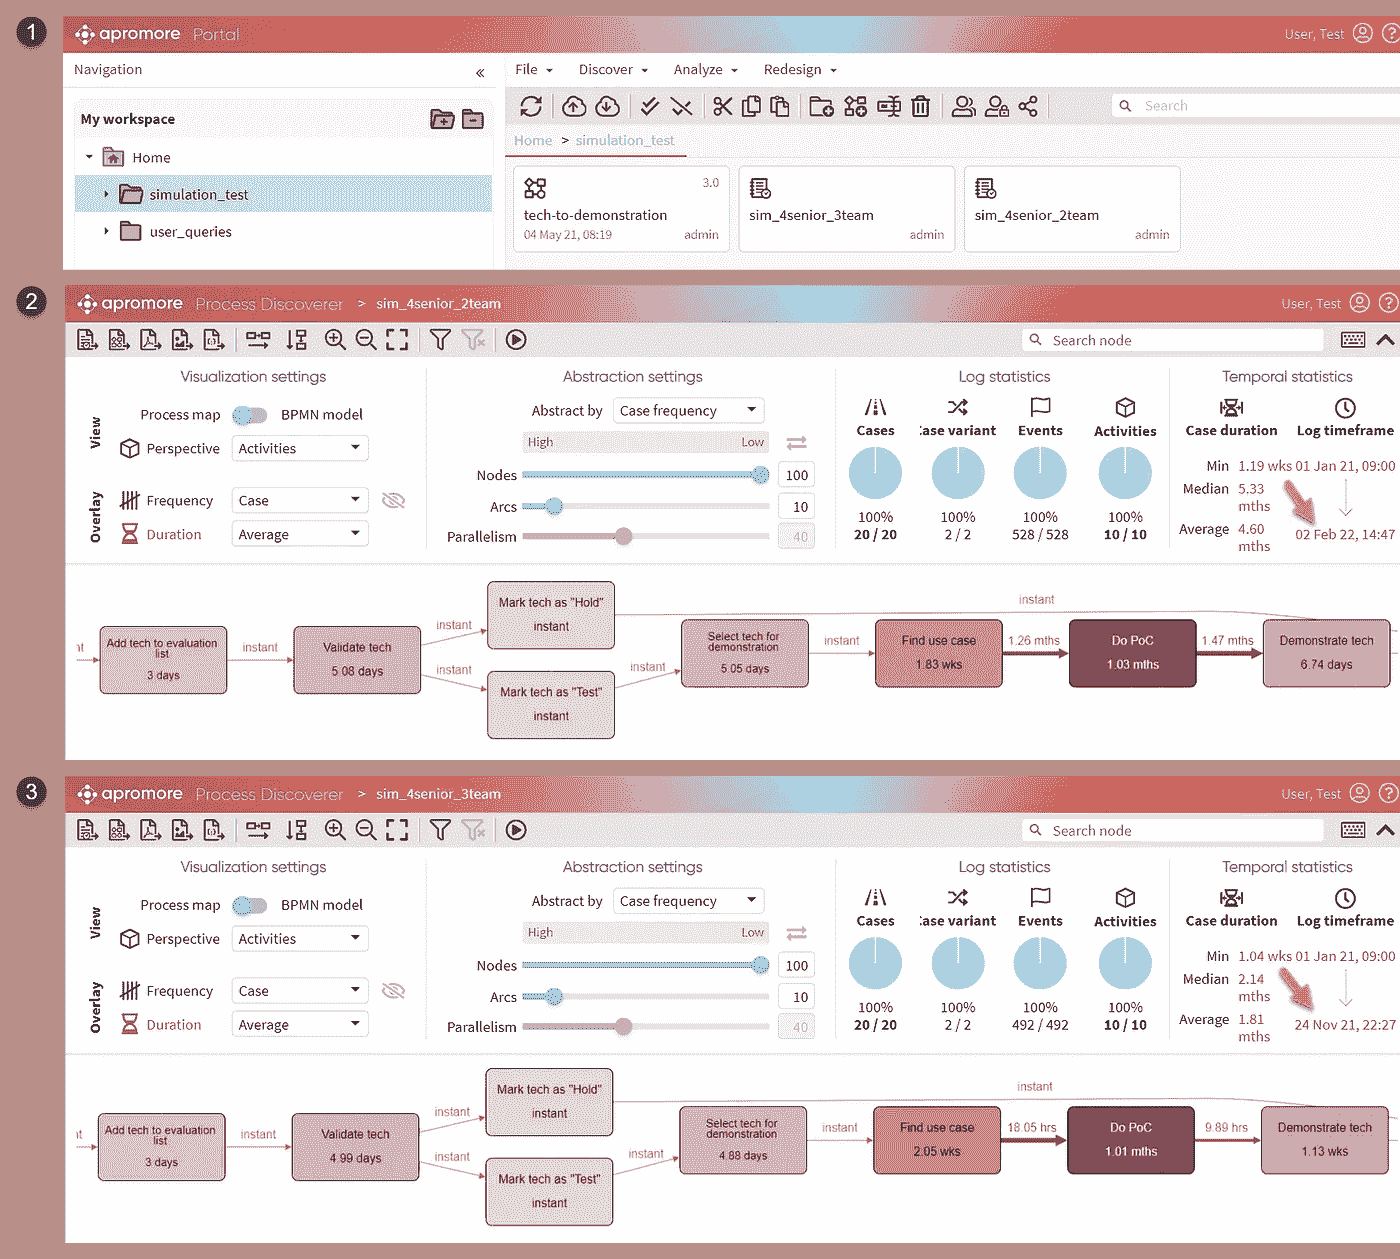 1
apromore Portal
User, Test
Navigation
«
File Discover Analyze Redesign
My workspace
Search
Home > simulation_test
Home
simulation_test
user_queries
3.0
tech-to-demonstration
04 May 21, 08:19 admin
sim_4senior_3team
admin
sim_4senior_2team
admin
2
apromore Process Discoverer > sim_4senior_2team
User, Test
Search node
Visualization settings
Abstraction settings
Log statistics
Temporal statistics
View
Process map BPMN model
Perspective Activities
Overlay
Frequency Case
Duration Average
Abstract by Case frequency
High Low
Nodes 100
Arcs 10
Parallelism 40
Cases
100%
20 / 20
Case variant
100%
2 / 2
Events
100%
528 / 528
Activities
100%
10 / 10
Case duration
Min 1.19 wks
Median 5.33 mths
Average 4.60 mths
Log timeframe
01 Jan 21, 09:00
02 Feb 22, 14:47
nt
Add tech to evaluation list
3 days
instant
Validate tech
5.08 days
instant
instant
Mark tech as "Hold"
instant
Mark tech as "Test"
instant
instant
Select tech for demonstration
5.05 days
instant
instant
Find use case
1.83 wks
1.26 mths
Do PoC
1.03 mths
1.47 mths
Demonstrate tech
6.74 days
3
apromore Process Discoverer > sim_4senior_3team
User, Test
Search node
Visualization settings
Abstraction settings
Log statistics
Temporal statistics
View
Process map BPMN model
Perspective Activities
Overlay
Frequency Case
Duration Average
Abstract by Case frequency
High Low
Nodes 100
Arcs 10
Parallelism 40
Cases
100%
20 / 20
Case variant
100%
2 / 2
Events
100%
492 / 492
Activities
100%
10 / 10
Case duration
Min 1.04 wks
Median 2.14 mths
Average 1.81 mths
Log timeframe
01 Jan 21, 09:00
24 Nov 21, 22:27
nt
Add tech to evaluation list
3 days
instant
Validate tech
4.99 days
instant
instant
Mark tech as "Hold"
instant
Mark tech as "Test"
instant
instant
Select tech for demonstration
4.88 days
instant
instant
Find use case
2.05 wks
18.05 hrs
Do PoC
1.01 mths
9.89 hrs
Demonstrate tech
1.13 wks